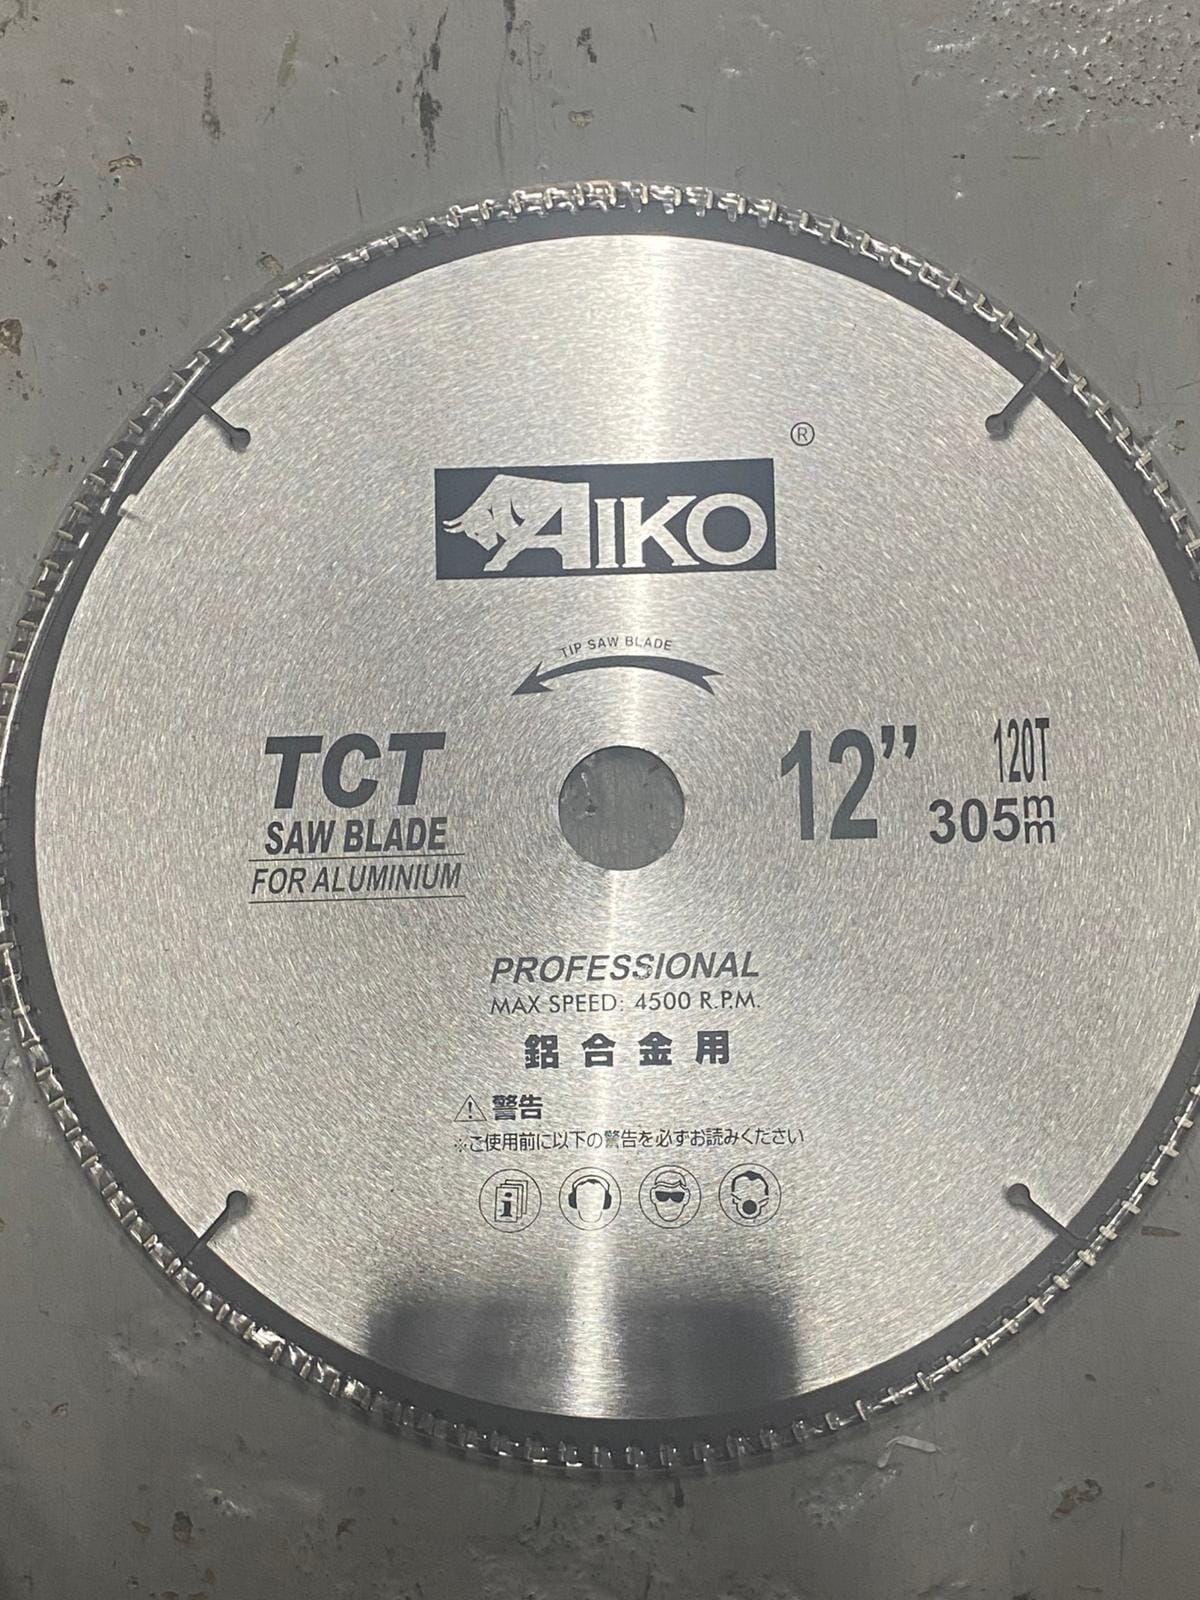 ®
AIKO
TIP SAW BLADE
TCT
SAW BLADE
FOR ALUMINIUM
12”
120T
305mm
PROFESSIONAL
MAX SPEED: 4500 R.P.M.
鋁合金用
警告
※ご使用前に以下の警告を必ずお読みください